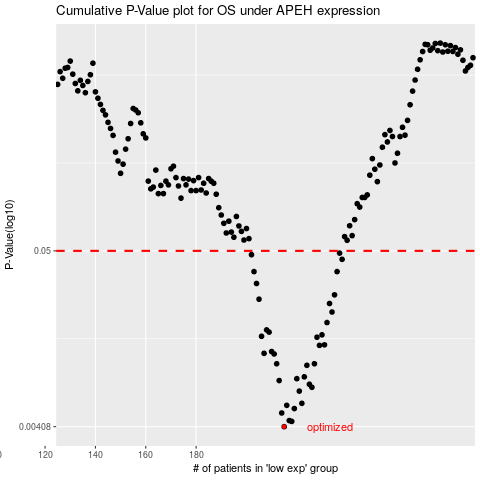 Cumulative P-Value plot for OS under APEH expression
P-Value(log10)
0.05
0.00408
optimized
0
120
140
160
180
# of patients in 'low exp' group